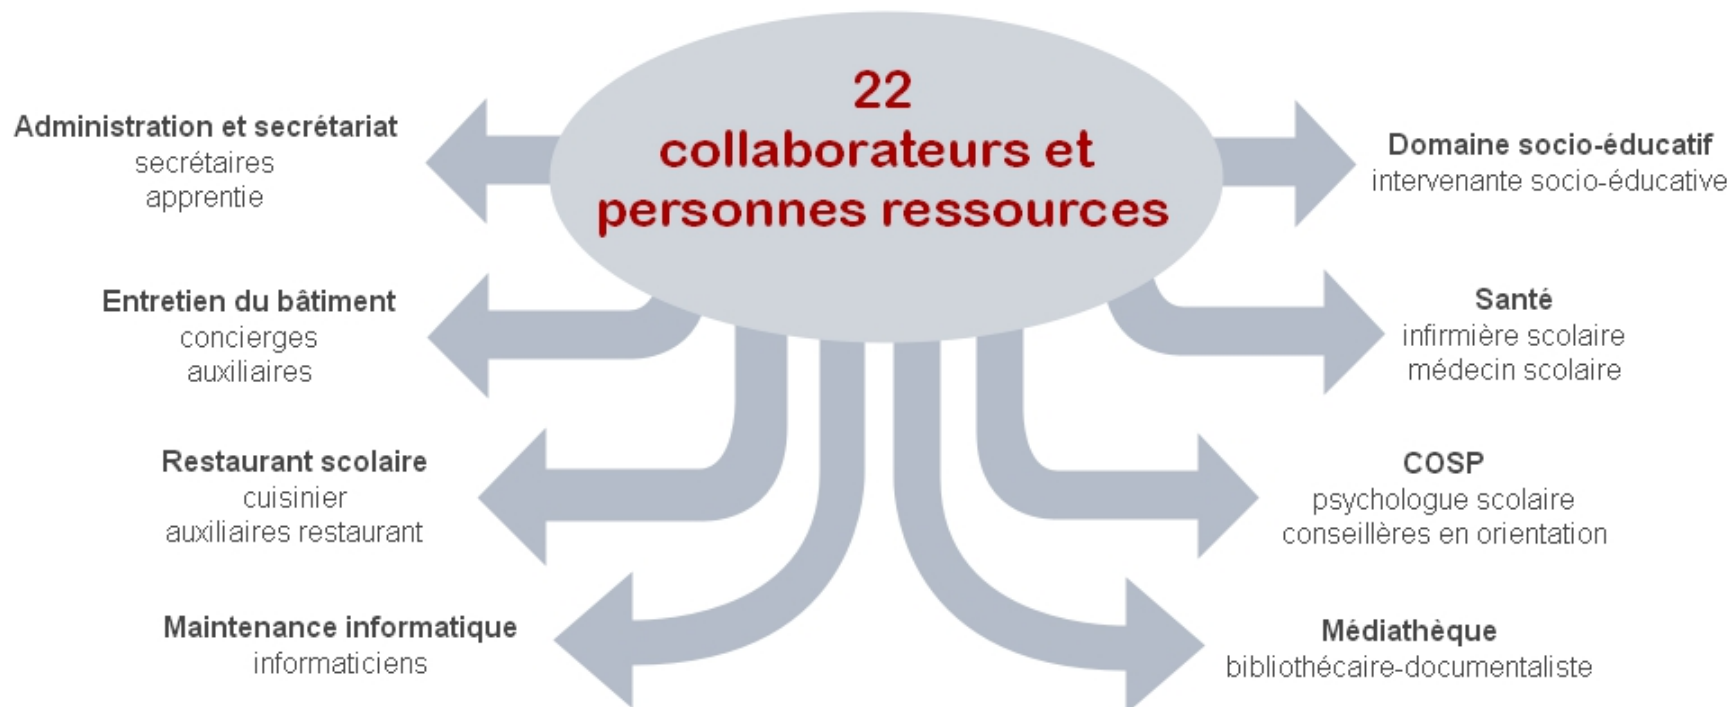 22
collaborateurs et
personnes ressources
Administration et secrétariat
secrétaires
apprentie
Entretien du bâtiment
concierges
auxiliaires
Restaurant scolaire
cuisinier
auxiliaires restaurant
Maintenance informatique
informaticiens
Domaine socio-éducatif
intervenante socio-éducative
Santé
infirmière scolaire
médecin scolaire
COSP
psychologue scolaire
conseillères en orientation
Médiathèque
bibliothécaire-documentaliste